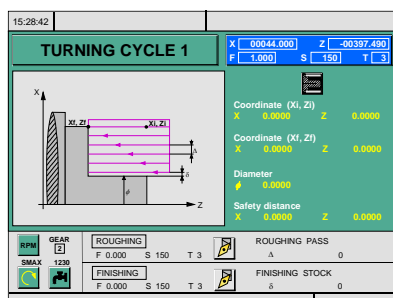 15:28:42
TURNING CYCLE 1
X 00044.000 Z -00397.490
F 1.000 S 150 T 3
X
Xf, Zf
Xi, Zi
Δ
δ
ϕ
Z
Coordinate (Xi, Zi)
X 0.0000 Z 0.0000
Coordinate (Xf, Zf)
X 0.0000 Z 0.0000
Diameter
ϕ 0.0000
Safety distance
X 0.0000 Z 0.0000
RPM
GEAR
2
SMAX 1230
ROUGHING
F 0.000 S 150 T 3
ROUGHING PASS
Δ 0
FINISHING
F 0.000 S 150 T 3
FINISHING STOCK
δ 0